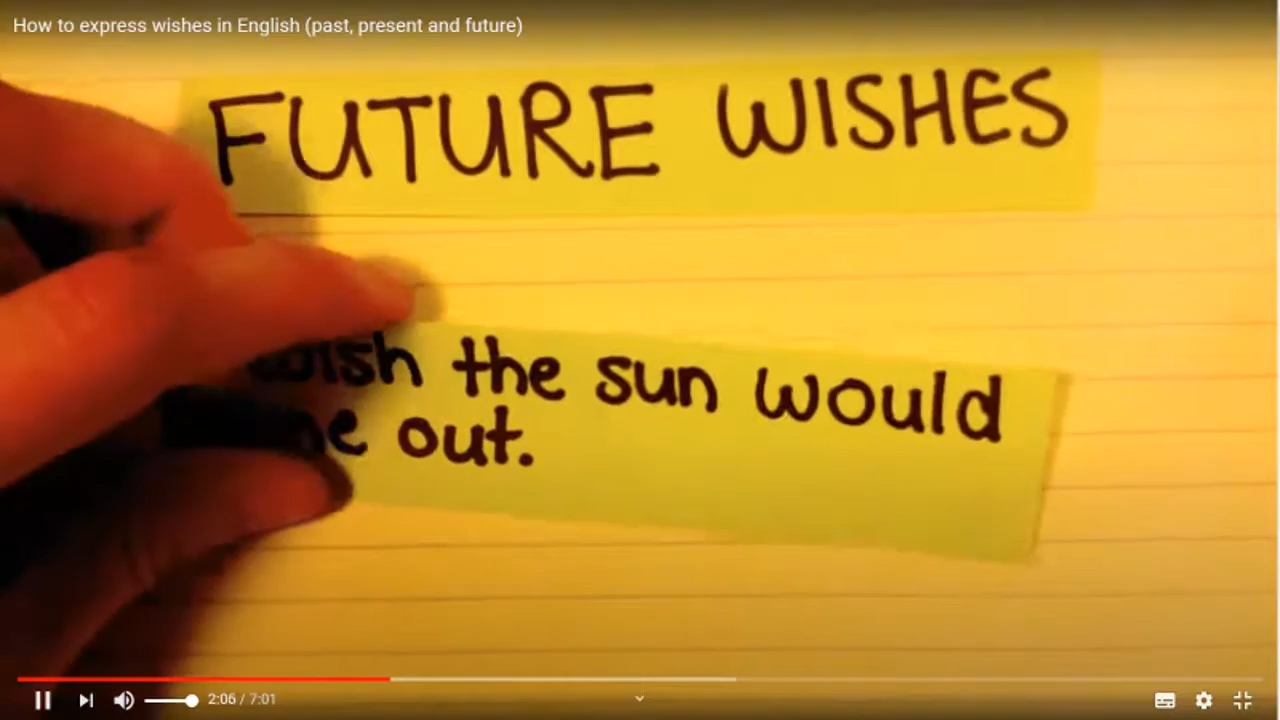 How to express wishes in English (past, present and future)
FUTURE WISHES
wish the sun would
out.
2:06 / 7:01